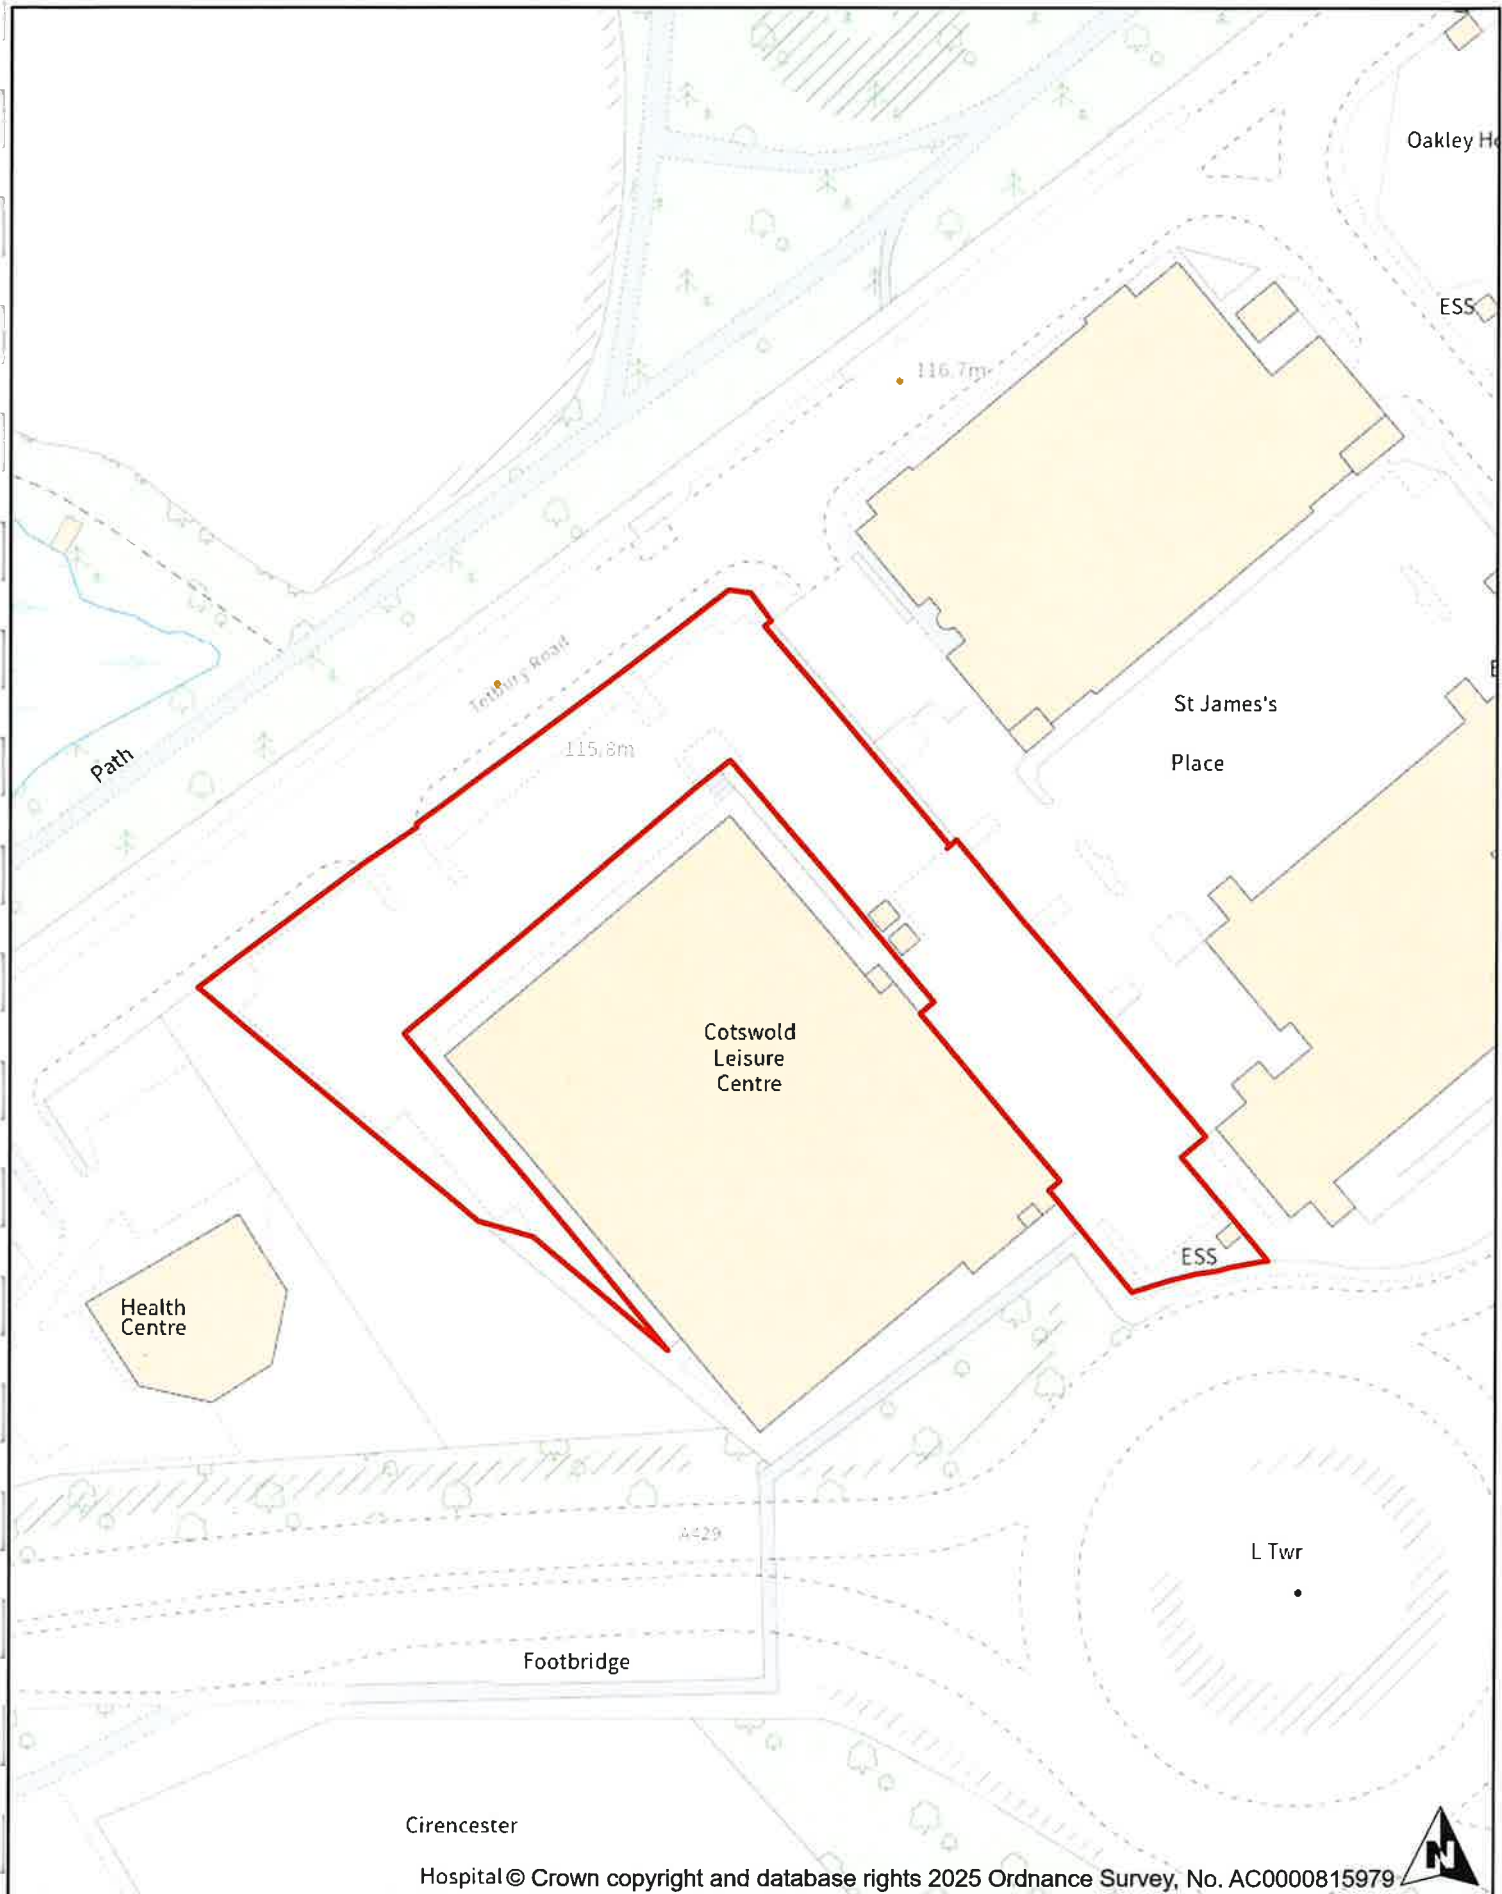 Oakley H
ESS
116.7m
Tetbury Road
St James's
Place
115.8m
Path
Cotswold
Leisure
Centre
ESS
Health
Centre
A429
L Twr
Footbridge
Cirencester
Hospital
© Crown copyright and database rights 2025 Ordnance Survey, No. AC0000815979
N